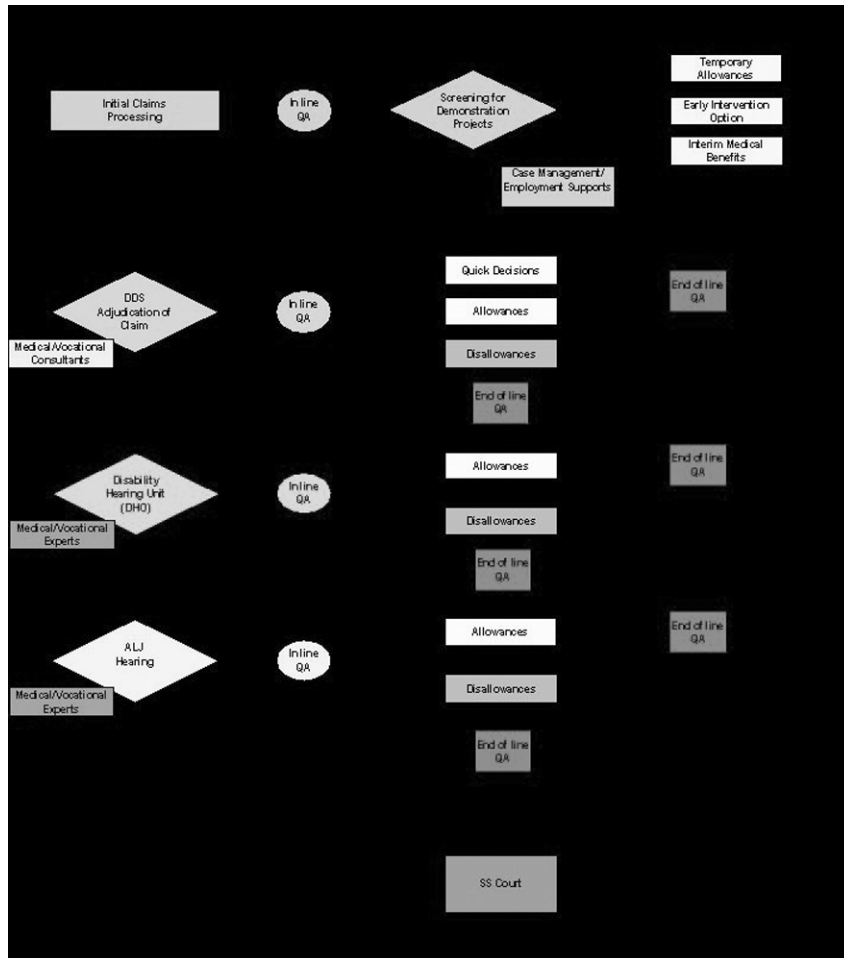 Initial Claims
Processing
In line
QA
Screening for
Demonstration
Projects
Temporary
Allowances
Early Intervention
Option
Interim Medical
Benefits
Case Management/
Employment Supports
DDS
Adjudication of
Claim
Medical/Vocational
Consultants
In line
QA
Quick Decisions
Allowances
Disallowances
End of line
QA
End of line
QA
Disability
Hearing Unit
(DHO)
Medical/Vocational
Experts
In line
QA
Allowances
Disallowances
End of line
QA
End of line
QA
ALJ
Hearing
Medical/Vocational
Experts
In line
QA
Allowances
Disallowances
End of line
QA
End of line
QA
SS Court